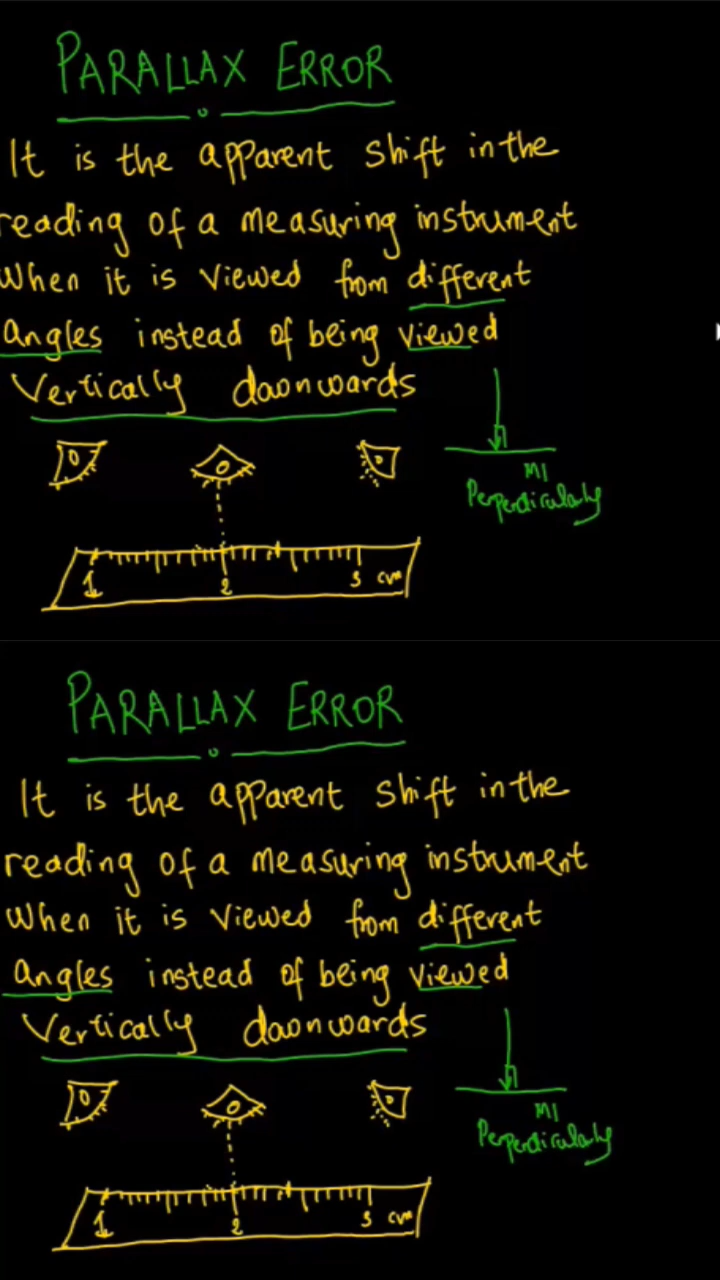 PARALLAX ERROR
It is the apparent shift in the
reading of a measuring instrument
When it is viewed from different
angles instead of being viewed
Vertically downwards
MI
Perpendicularly
1 2 3 cm
PARALLAX ERROR
It is the apparent shift in the
reading of a measuring instrument
When it is viewed from different
angles instead of being viewed
Vertically downwards
MI
Perpendicularly
1 2 3 cm